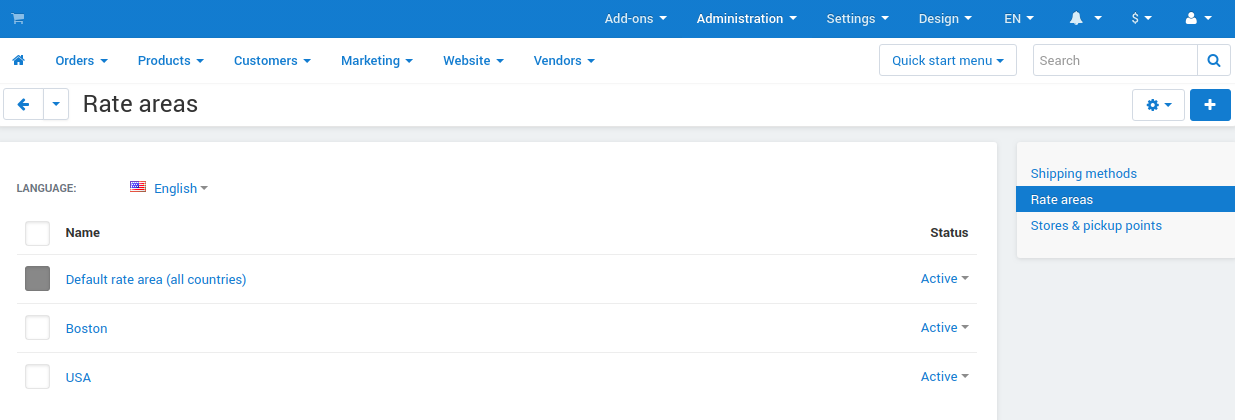 Add-ons Administration Settings Design EN $
Orders Products Customers Marketing Website Vendors Quick start menu Search
Rate areas
LANGUAGE: English
Name Status
Default rate area (all countries) Active
Boston Active
USA Active
Shipping methods
Rate areas
Stores & pickup points